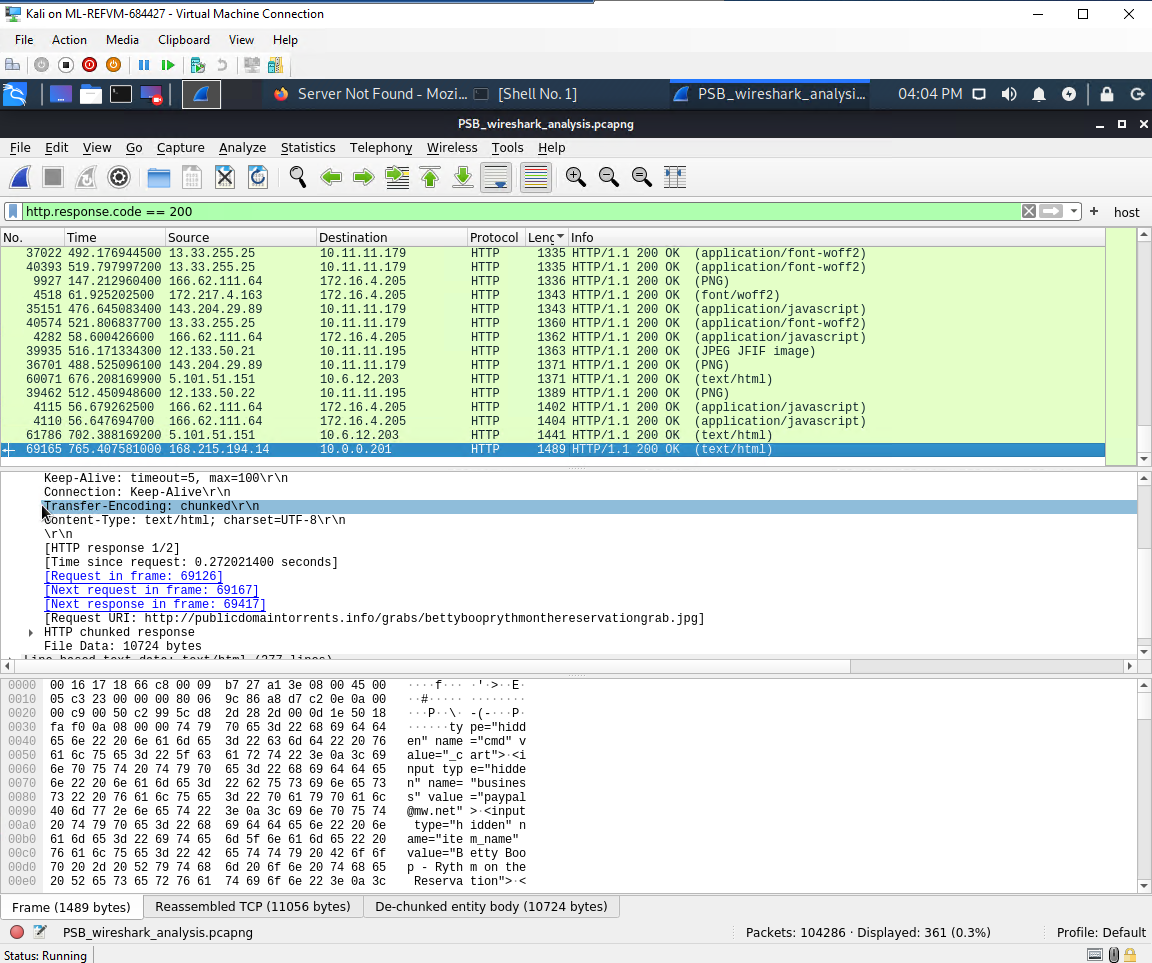 Kali on ML-REFVM-684427 - Virtual Machine Connection
File Action Media Clipboard View Help
Server Not Found - Mozi... [Shell No. 1] PSB_wireshark_analysi... 04:04 PM
PSB_wireshark_analysis.pcapng
File Edit View Go Capture Analyze Statistics Telephony Wireless Tools Help
http.response.code == 200 + host
No. Time Source Destination Protocol Leng Info
37022 492.176944500 13.33.255.25 10.11.11.179 HTTP 1335 HTTP/1.1 200 OK (application/font-woff2)
40393 519.797997200 13.33.255.25 10.11.11.179 HTTP 1335 HTTP/1.1 200 OK (application/font-woff2)
9927 147.212960400 166.62.111.64 172.16.4.205 HTTP 1336 HTTP/1.1 200 OK (PNG)
4518 61.925202500 172.217.4.163 172.16.4.205 HTTP 1343 HTTP/1.1 200 OK (font/woff2)
35151 476.645083400 143.204.29.89 10.11.11.179 HTTP 1343 HTTP/1.1 200 OK (application/javascript)
40574 521.806837700 13.33.255.25 10.11.11.179 HTTP 1360 HTTP/1.1 200 OK (application/font-woff2)
4282 58.600426600 166.62.111.64 172.16.4.205 HTTP 1362 HTTP/1.1 200 OK (application/javascript)
39935 516.171334300 12.133.50.21 10.11.11.195 HTTP 1363 HTTP/1.1 200 OK (JPEG JFIF image)
36701 488.525096100 143.204.29.89 10.11.11.179 HTTP 1371 HTTP/1.1 200 OK (PNG)
60071 676.208169900 5.101.51.151 10.6.12.203 HTTP 1371 HTTP/1.1 200 OK (text/html)
39462 512.450948600 12.133.50.22 10.11.11.195 HTTP 1389 HTTP/1.1 200 OK (PNG)
4115 56.679262500 166.62.111.64 172.16.4.205 HTTP 1402 HTTP/1.1 200 OK (application/javascript)
4110 56.647694700 166.62.111.64 172.16.4.205 HTTP 1404 HTTP/1.1 200 OK (application/javascript)
61786 702.388169200 5.101.51.151 10.6.12.203 HTTP 1441 HTTP/1.1 200 OK (text/html)
69165 765.407581000 168.215.194.14 10.0.0.201 HTTP 1489 HTTP/1.1 200 OK (text/html)
Keep-Alive: timeout=5, max=100\r\n
Connection: Keep-Alive\r\n
Transfer-Encoding: chunked\r\n
Content-Type: text/html; charset=UTF-8\r\n
\r\n
[HTTP response 1/2]
[Time since request: 0.272021400 seconds]
[Request in frame: 69126]
[Next request in frame: 69167]
[Next response in frame: 69417]
[Request URI: http://publicdomaintorrents.info/grabs/bettybooprythmonthereservationgrab.jpg]
HTTP chunked response
File Data: 10724 bytes
Line-based text data: text/html (277 lines)
0000 00 16 17 18 66 c8 00 09 b7 27 a1 3e 08 00 45 00 ····f··· ·'·>··E·
0010 05 c3 23 00 00 00 80 06 9c 86 a8 d7 c2 0e 0a 00 ··#····· ········
0020 00 c9 00 50 c2 99 5c d8 2d 28 2d 00 0d 1e 50 18 ···P··\· -(-···P·
0030 fa f0 0a 08 00 00 74 79 70 65 3d 22 68 69 64 64 ······ty pe="hidd
0040 65 6e 22 20 6e 61 6d 65 3d 22 63 6d 64 22 20 76 en" name ="cmd" v
0050 61 6c 75 65 3d 22 5f 63 61 72 74 22 3e 0a 3c 69 alue="_c art">·<i
0060 6e 70 75 74 20 74 79 70 65 3d 22 68 69 64 64 65 nput typ e="hidde
0070 6e 22 20 6e 61 6d 65 3d 22 62 75 73 69 6e 65 73 n" name= "busines
0080 73 22 20 76 61 6c 75 65 3d 22 70 61 79 70 61 6c s" value ="paypal
0090 40 6d 77 2e 6e 65 74 22 3e 0a 3c 69 6e 70 75 74 @mw.net" >·<input
00a0 20 74 79 70 65 3d 22 68 69 64 64 65 6e 22 20 6e type="h idden" n
00b0 61 6d 65 3d 22 69 74 65 6d 5f 6e 61 6d 65 22 20 ame="ite m_name"
00c0 76 61 6c 75 65 3d 22 42 65 74 74 79 20 42 6f 6f value="B etty Boo
00d0 70 20 2d 20 52 79 74 68 6d 20 6f 6e 20 74 68 65 p - Ryth m on the
00e0 20 52 65 73 65 72 76 61 74 69 6f 6e 22 3e 0a 3c Reserva tion">·<
Frame (1489 bytes) Reassembled TCP (11056 bytes) De-chunked entity body (10724 bytes)
PSB_wireshark_analysis.pcapng Packets: 104286 · Displayed: 361 (0.3%) Profile: Default
Status: Running